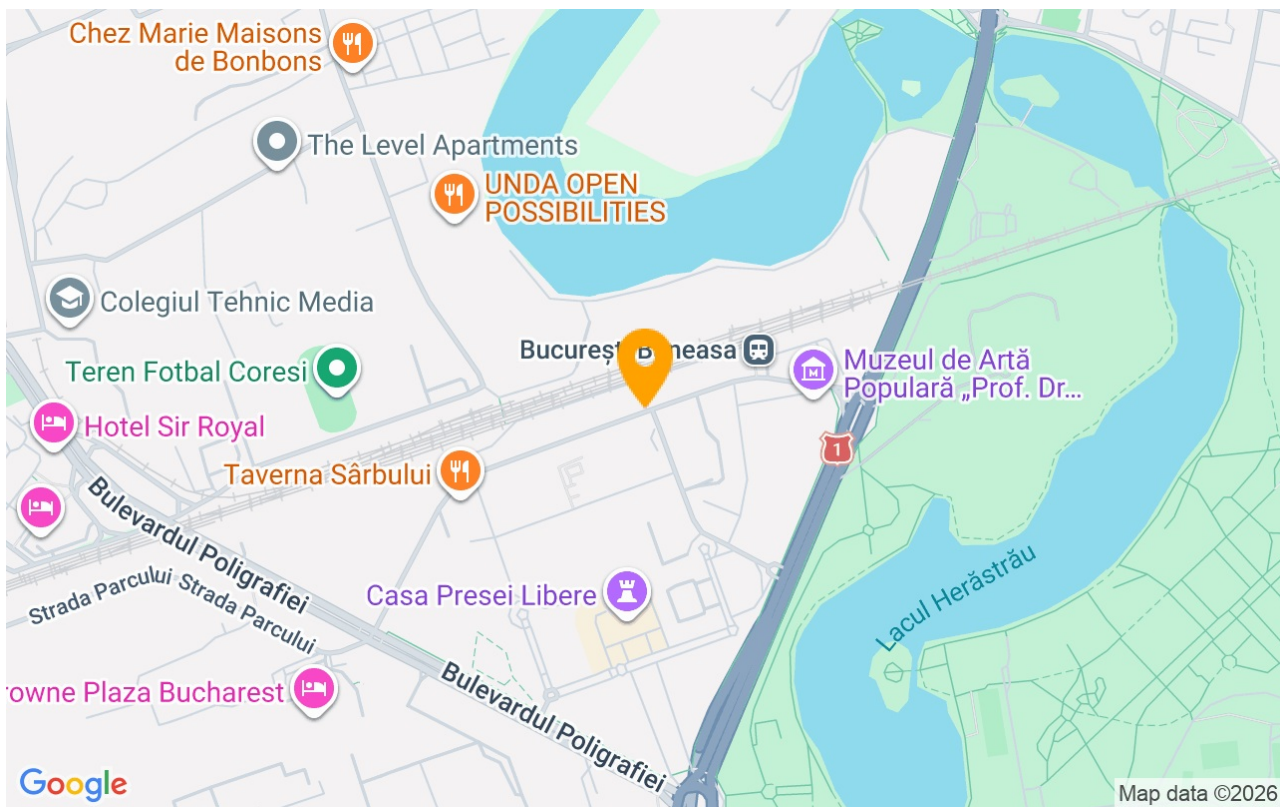 Chez Marie Maisons
de Bonbons
The Level Apartments
UNDA OPEN
POSSIBILITIES
Colegiul Tehnic Media
Teren Fotbal Coresi
Muzeul de Artă
Populară „Prof. Dr...
1
Hotel Sir Royal
Taverna Sârbului
Bulevardul Poligrafiei
Strada Parcului
Strada Parcului
Casa Presei Libere
Lacul Herăstrău
Plaza Bucharest
Bulevardul Poligrafiei
Google
Map data ©2026